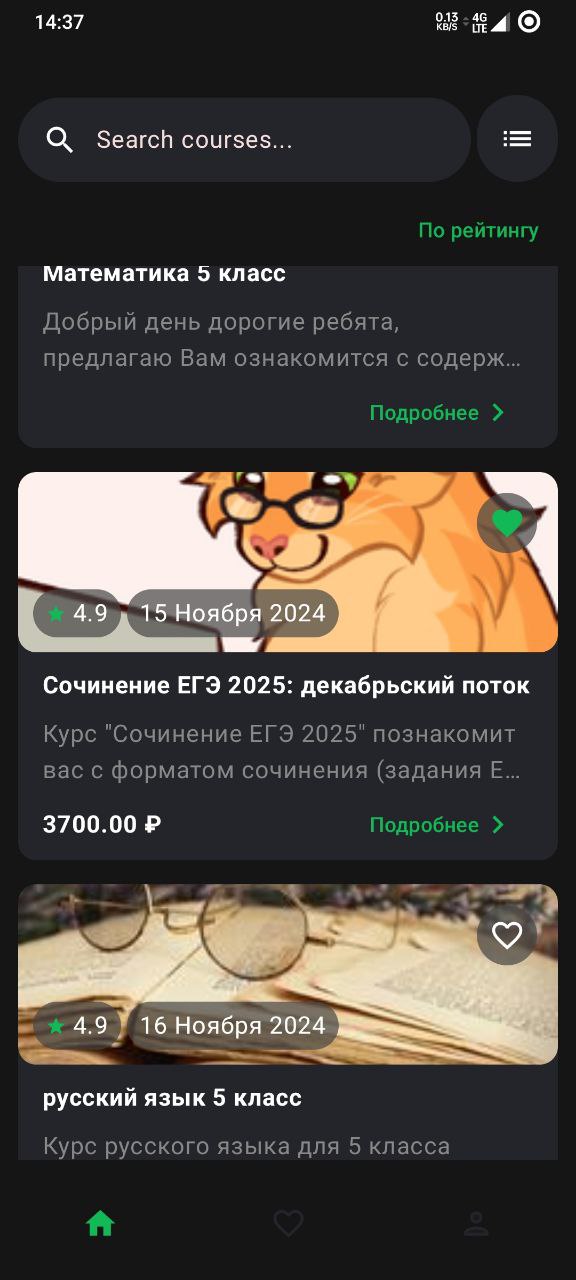 14:37
0.13 KB/S 4G LTE
Search courses...
По рейтингу
Математика 5 класс
Добрый день дорогие ребята,
предлагаю Вам ознакомится с содерж...
Подробнее
4.9 15 Ноября 2024
Сочинение ЕГЭ 2025: декабрьский поток
Курс "Сочинение ЕГЭ 2025" познакомит
вас с форматом сочинения (задания Е...
3700.00 ₽ Подробнее
4.9 16 Ноября 2024
русский язык 5 класс
Курс русского языка для 5 класса